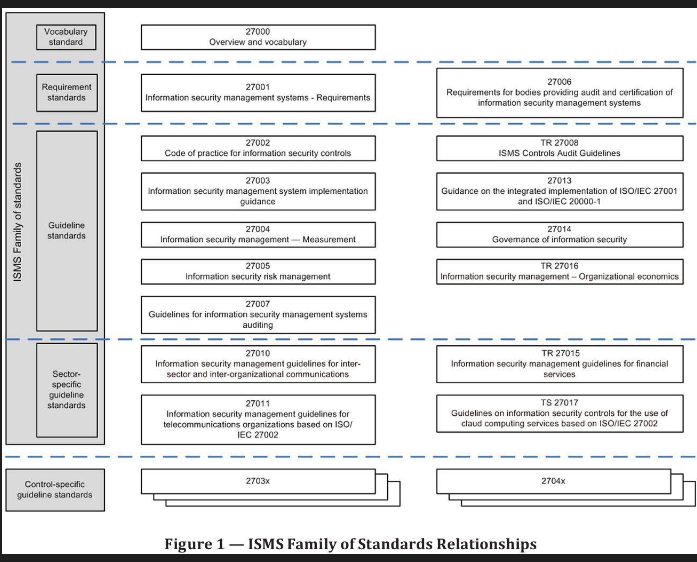 Vocabulary
standard
27000
Overview and vocabulary
Requirement
standards
27001
Information security management systems - Requirements
27006
Requirements for bodies providing audit and certification of
information security management systems
ISMS Family of standards
Guideline
standards
27002
Code of practice for information security controls
TR 27008
ISMS Controls Audit Guidelines
27003
Information security management system implementation
guidance
27013
Guidance on the integrated implementation of ISO/IEC 27001
and ISO/IEC 20000-1
27004
Information security management — Measurement
27014
Governance of information security
27005
Information security risk management
TR 27016
Information security management – Organizational economics
27007
Guidelines for information security management systems
auditing
Sector-
specific
guideline
standards
27010
Information security management guidelines for inter-
sector and inter-organizational communications
TR 27015
Information security management guidelines for financial
services
27011
Information security management guidelines for
telecommunications organizations based on ISO/
IEC 27002
TS 27017
Guidelines on information security controls for the use of
claud computing services based on ISO/IEC 27002
Control-specific
guideline standards
2703x
2704x
Figure 1 — ISMS Family of Standards Relationships